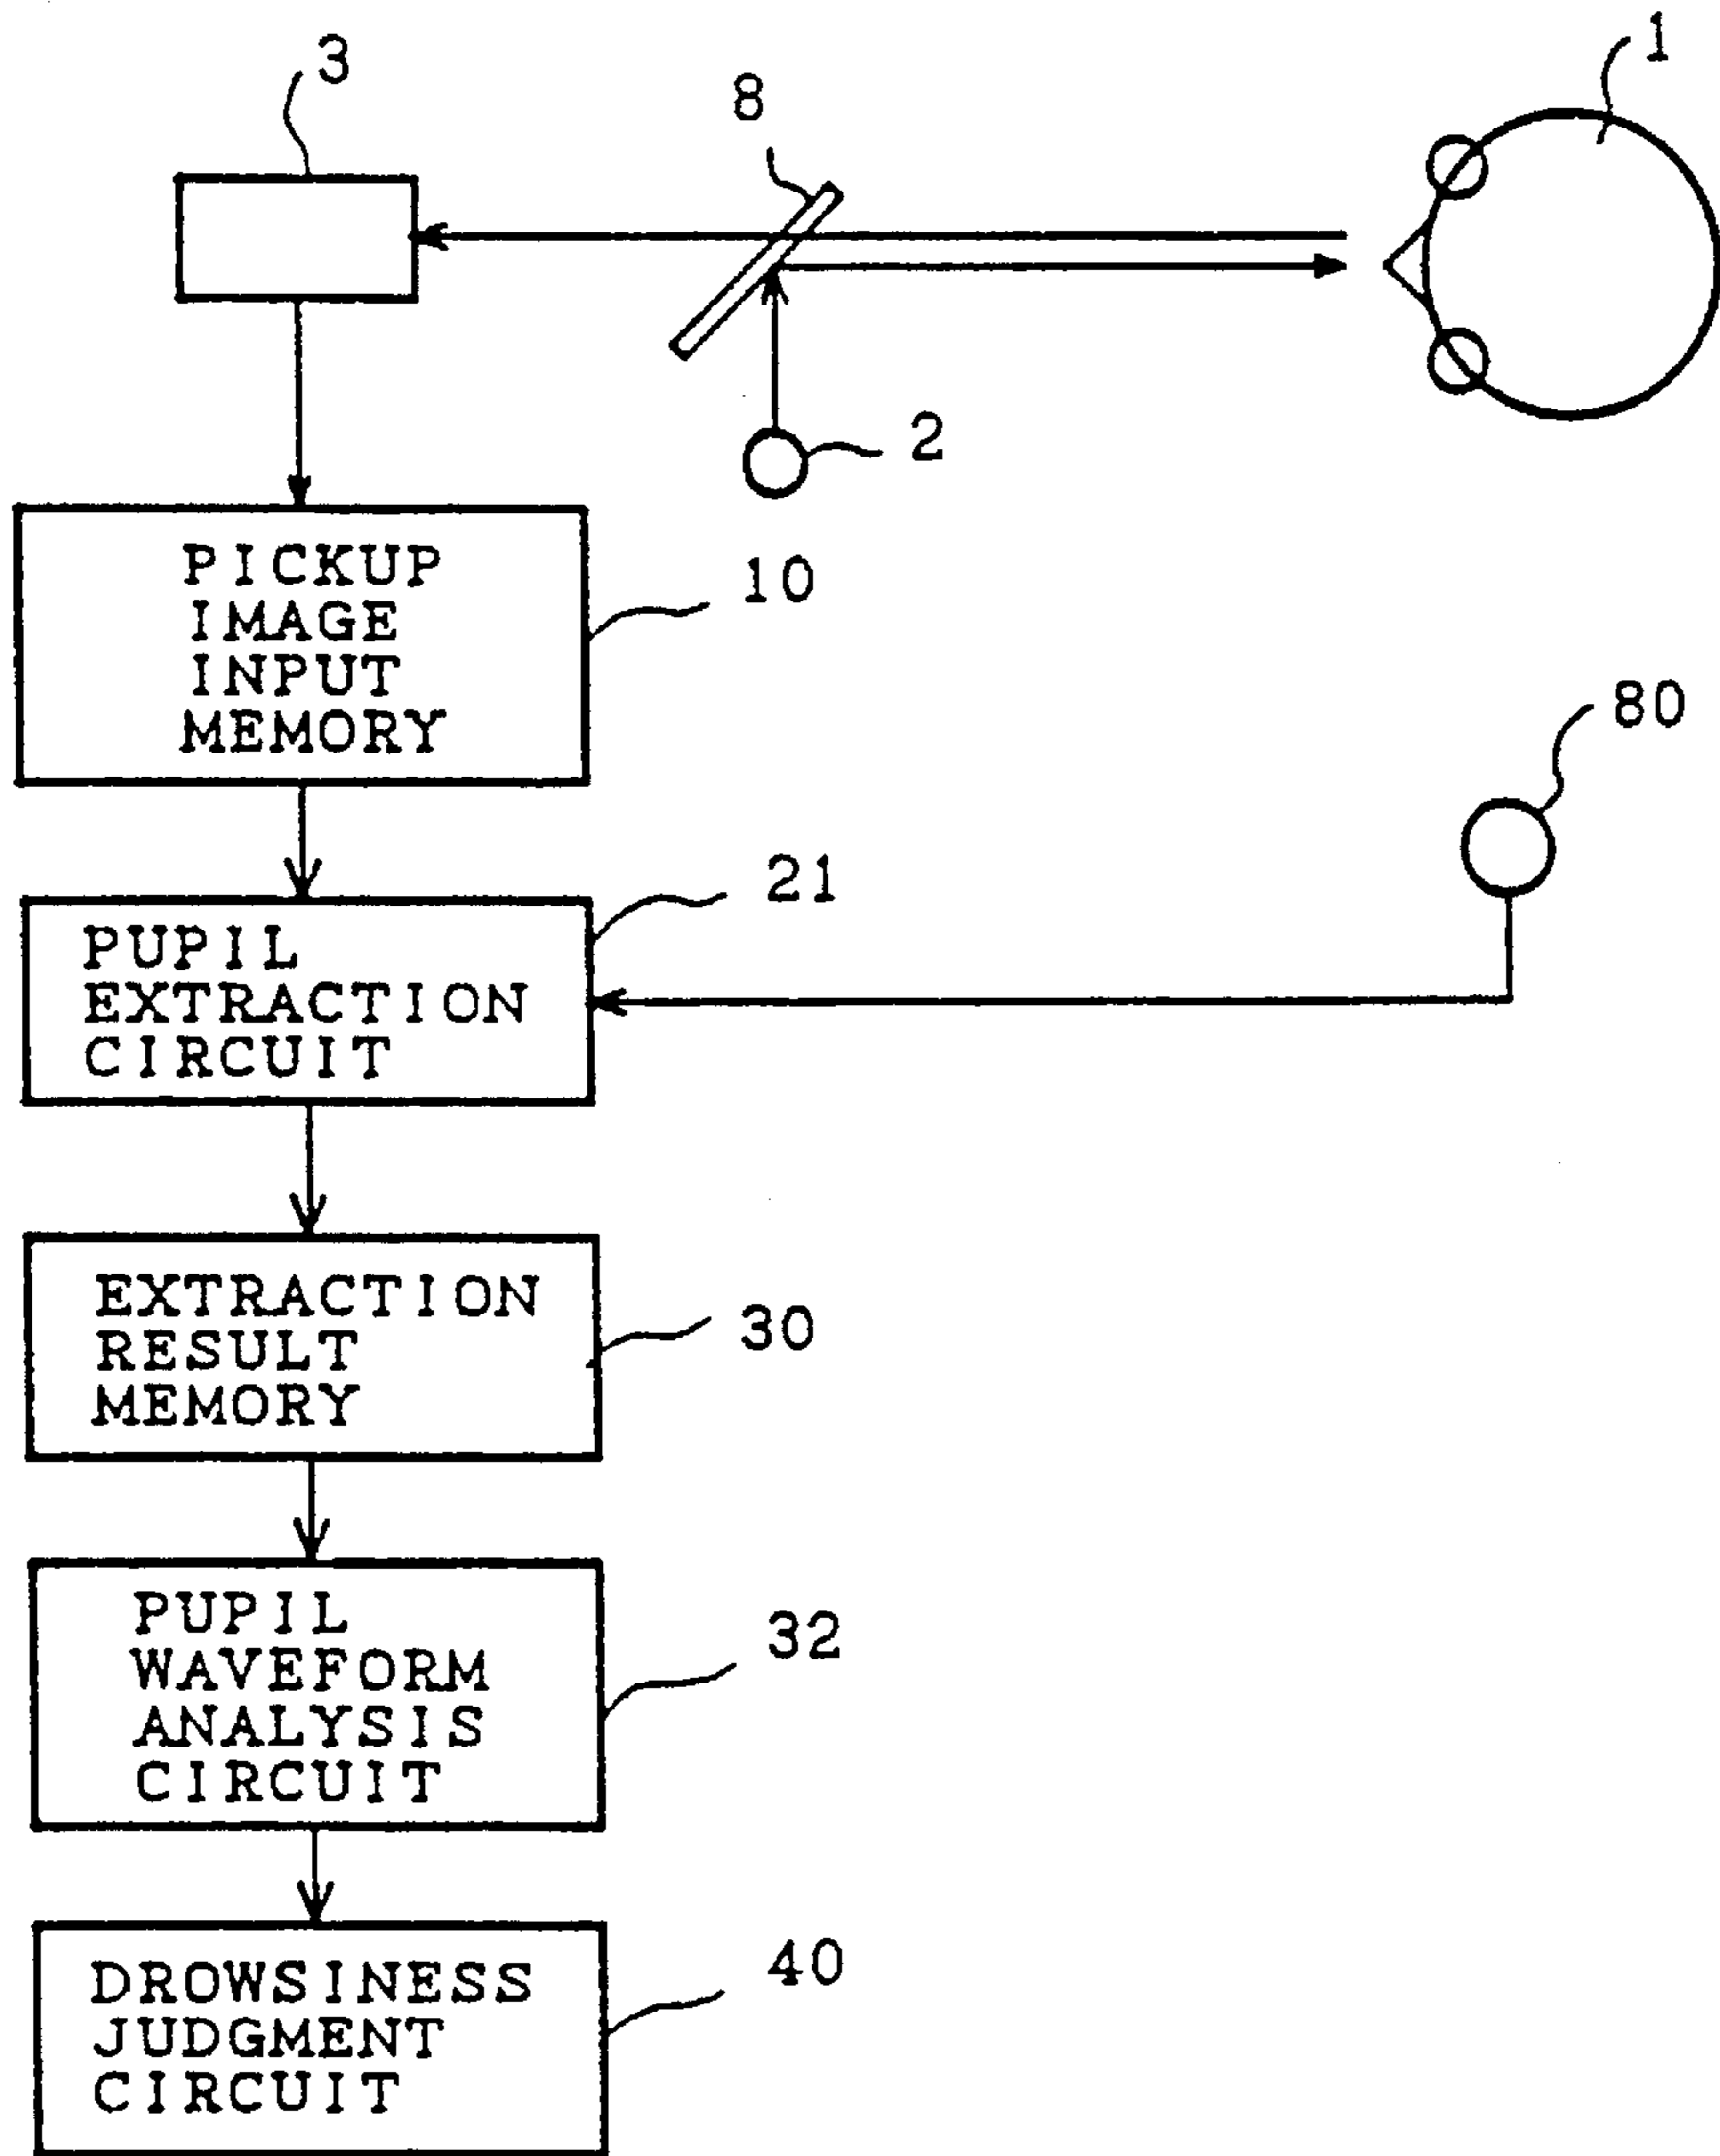 1
3
8
2
PICKUP
IMAGE
INPUT
MEMORY
10
80
21
PUPIL
EXTRACTION
CIRCUIT
EXTRACTION
RESULT
MEMORY
30
PUPIL
WAVEFORM
ANALYSIS
CIRCUIT
32
DROWSINESS
JUDGMENT
CIRCUIT
40